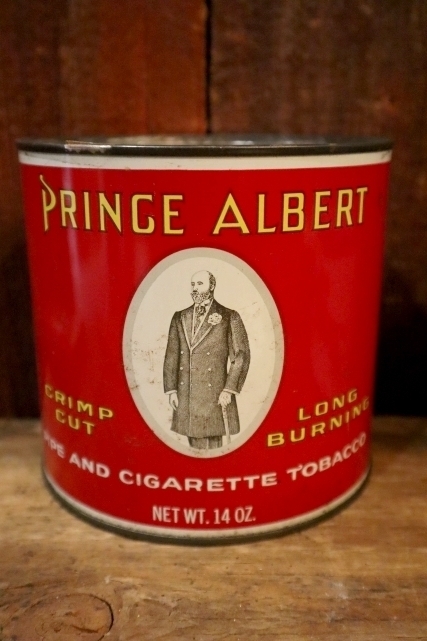 PRINCE ALBERT
CRIMP
CUT
LONG
BURNING
PIPE AND CIGARETTE TOBACCO
NET WT. 14 OZ.